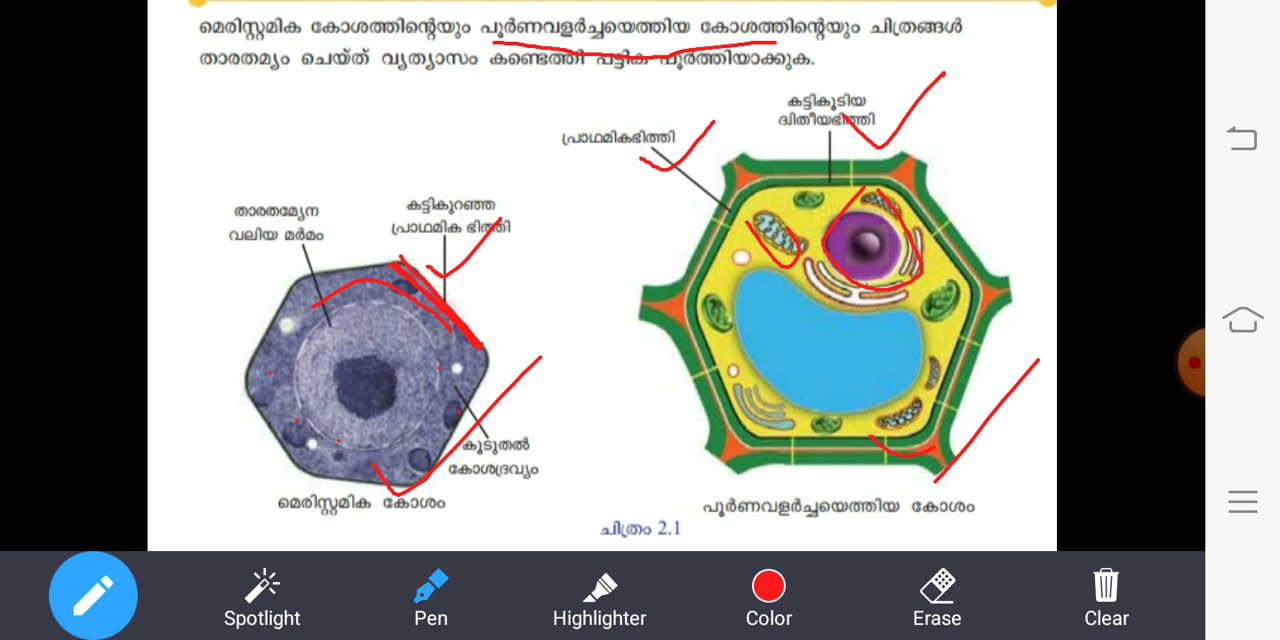 മെരിസ്റ്റമിക കോശത്തിന്റെയും പൂർണവളർച്ചയെത്തിയ കോശത്തിന്റെയും ചിത്രങ്ങൾ
താരതമ്യം ചെയ്ത് വ്യത്യാസം കണ്ടെത്തി പട്ടിക പൂർത്തിയാക്കുക.
കട്ടികൂടിയ
ദ്വിതീയഭിത്തി
പ്രാഥമികഭിത്തി
താരതമ്യേന
വലിയ മർമം
കട്ടികുറഞ്ഞ
പ്രാഥമിക ഭിത്തി
കൂടുതൽ
കോശദ്രവ്യം
മെരിസ്റ്റമിക കോശം
പൂർണവളർച്ചയെത്തിയ കോശം
ചിത്രം 2.1
Spotlight
Pen
Highlighter
Color
Erase
Clear